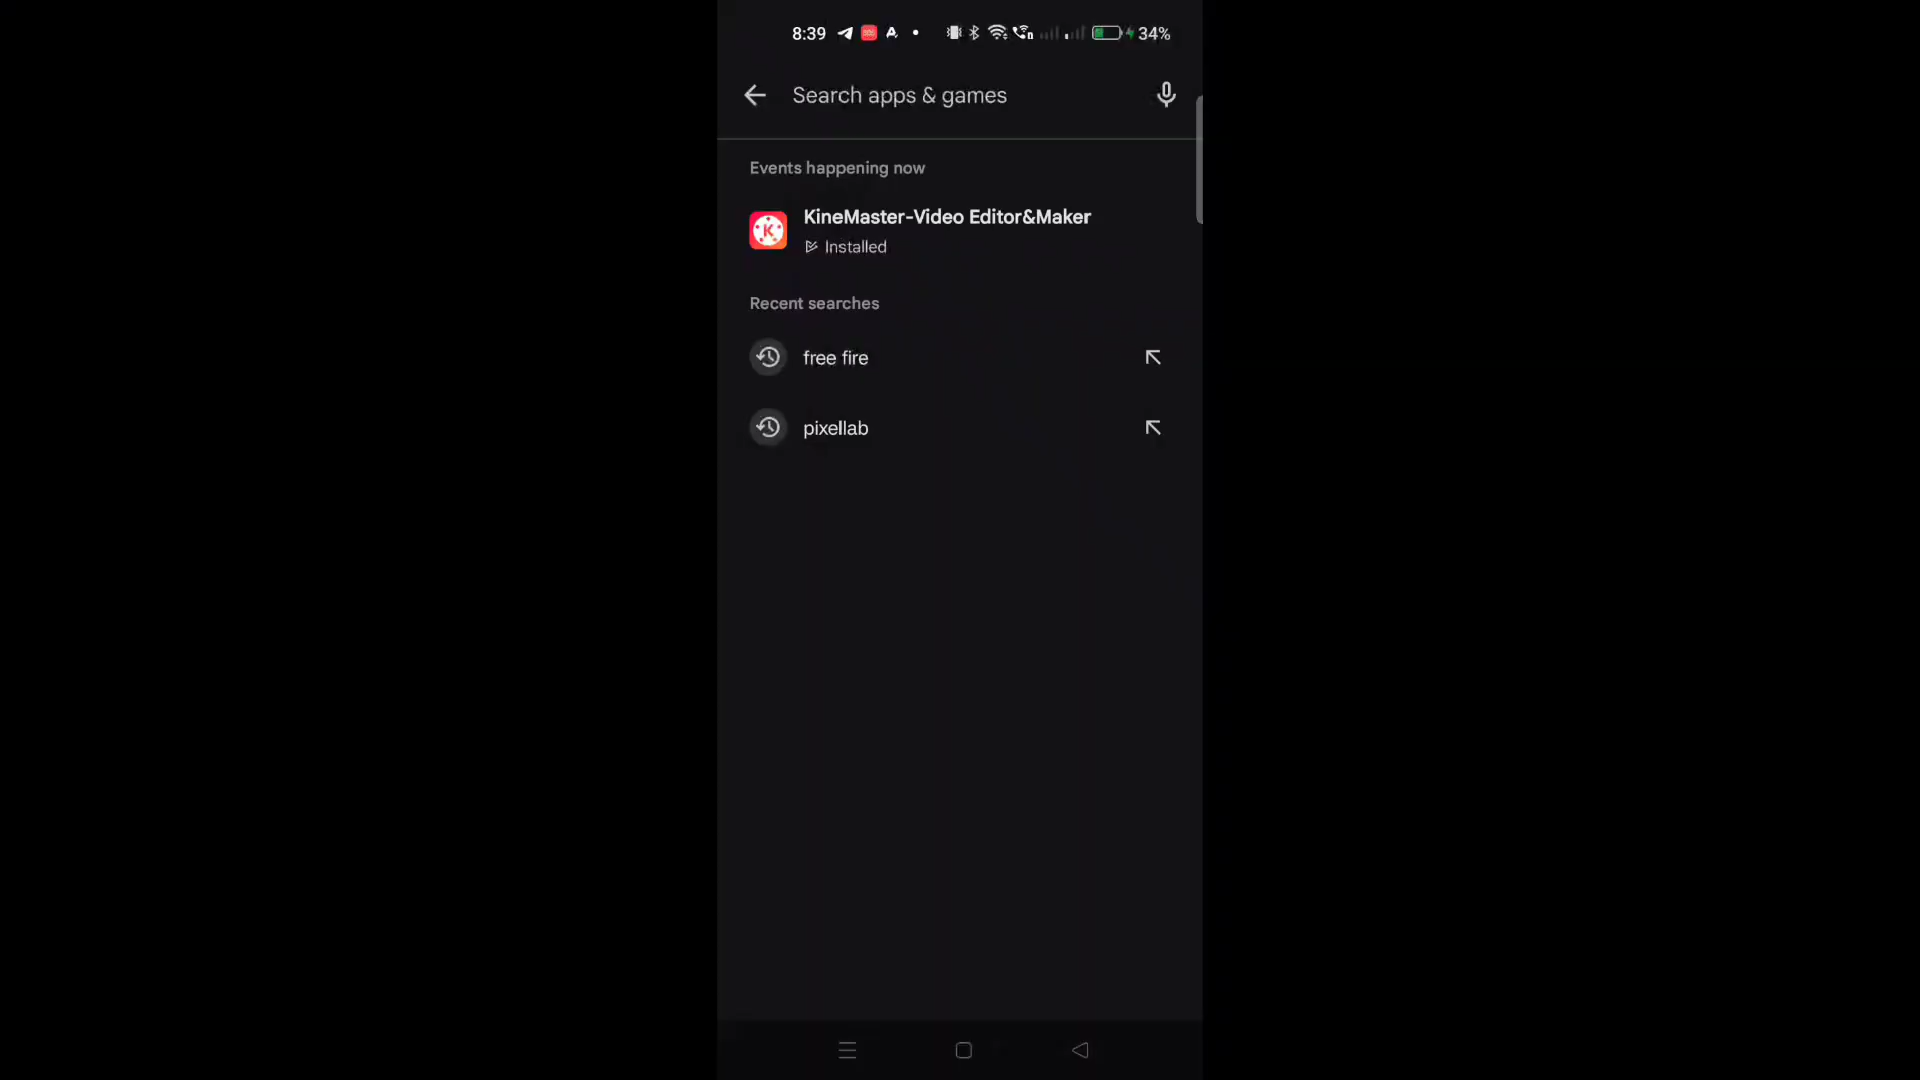 8:39 34%
Search apps & games
Events happening now
KineMaster-Video Editor&Maker
Installed
Recent searches
free fire
pixellab